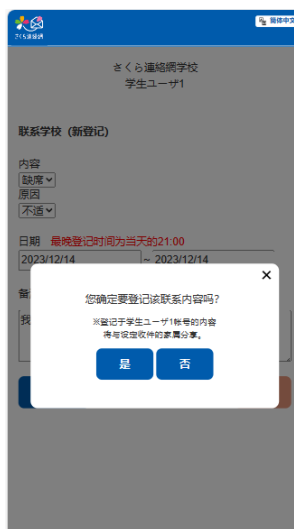 さくら連絡網
简体中文
さくら連絡網学校
学生ユーザ1
联系学校（新登记）
内容
缺席
原因
不适
日期 最晚登记时间为当天的21:00
2023/12/14 ~ 2023/12/14
备
我
×
您确定要登记该联系内容吗？
※登记于学生ユーザ1帐号的内容
将与设定收件的家属分享。
是 否